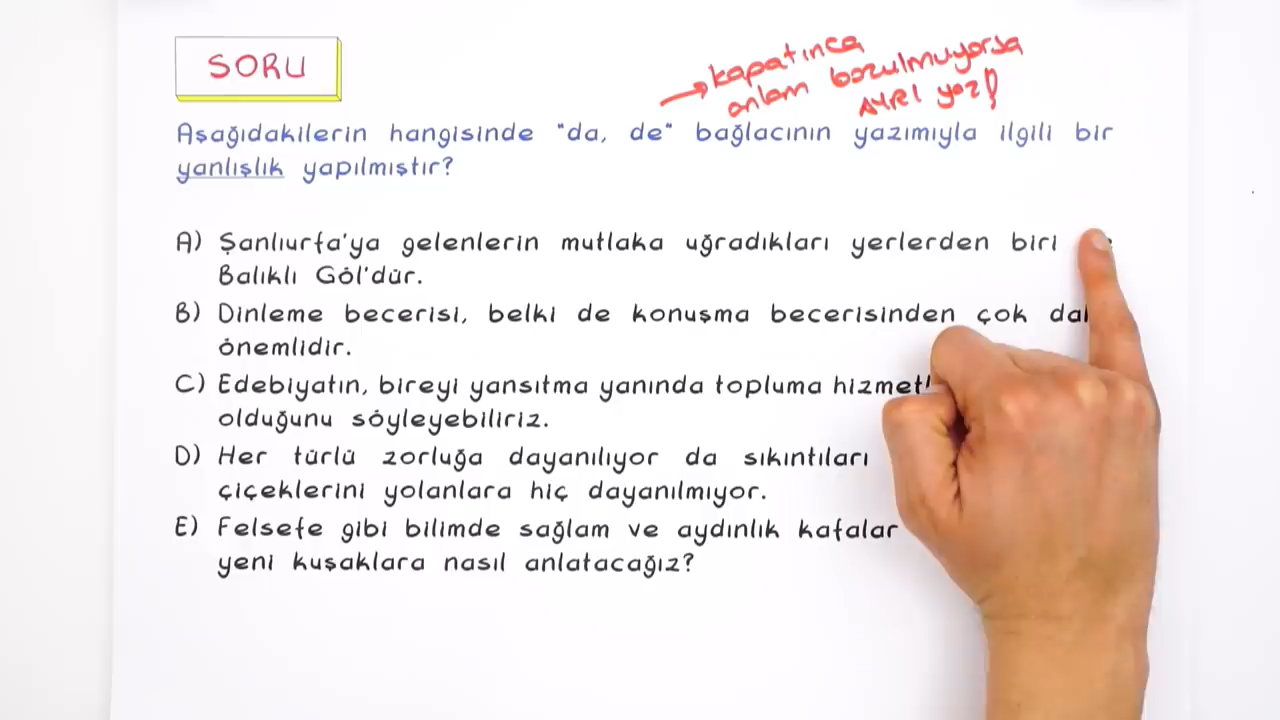 SORU
kapatınca
anlam bozulmuyorsa
AYRI yaz!
Aşağıdakilerin hangisinde "da, de" bağlacının yazımıyla ilgili bir
yanlışlık yapılmıştır?
A) Şanlıurfa'ya gelenlerin mutlaka uğradıkları yerlerden biri
Balıklı Göl'dür.
B) Dinleme becerisi, belki de konuşma becerisinden çok
önemlidir.
C) Edebiyatın, bireyi yansıtma yanında topluma
olduğunu söyleyebiliriz.
D) Her türlü zorluğa dayanılıyor da sıkıntıları
çiçeklerini yolanlara hiç dayanılmıyor.
E) Felsefe gibi bilimde sağlam ve aydınlık kafalar
yeni kuşaklara nasıl anlatacağız?